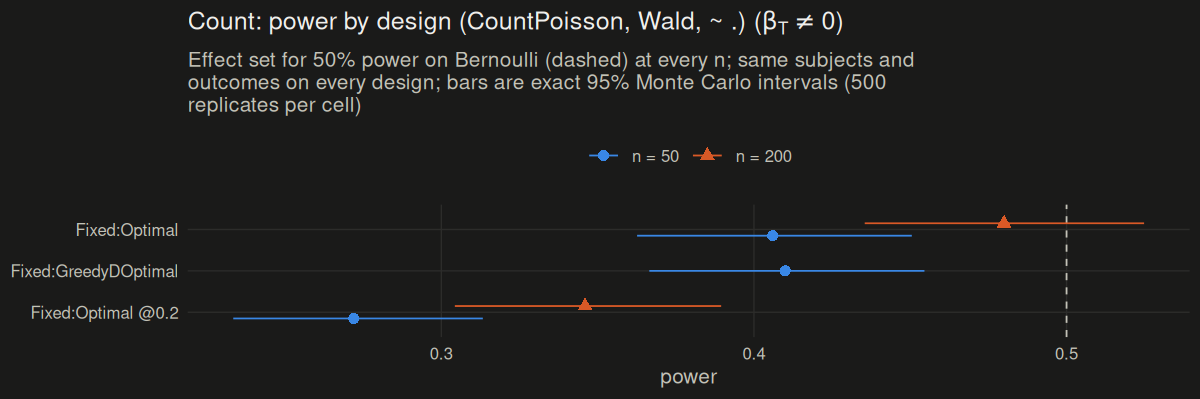 Count: power by design (CountPoisson, Wald, ~ .) (βT ≠ 0)
Effect set for 50% power on Bernoulli (dashed) at every n; same subjects and
outcomes on every design; bars are exact 95% Monte Carlo intervals (500
replicates per cell)
n = 50 n = 200
Fixed:Optimal
Fixed:GreedyDOptimal
Fixed:Optimal @0.2
0.3 0.4 0.5
power